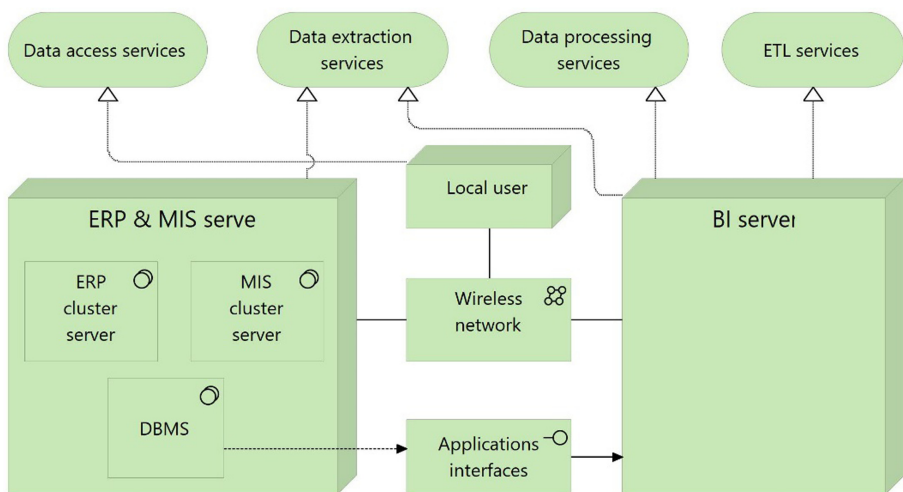 Data access services
Data extraction
services
Data processing
services
ETL services
Local user
ERP & MIS serve
BI server
ERP
cluster
server
MIS
cluster
server
Wireless
network
DBMS
Applications
interfaces